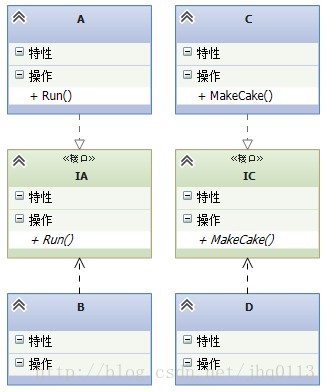 A
C
特性
特性
操作
操作
+ Run()
+ MakeCake()
«接口»
«接口»
IA
IC
特性
特性
操作
操作
+ Run()
+ MakeCake()
B
D
特性
特性
操作
操作
http://blog.csdn.net/jhq0113